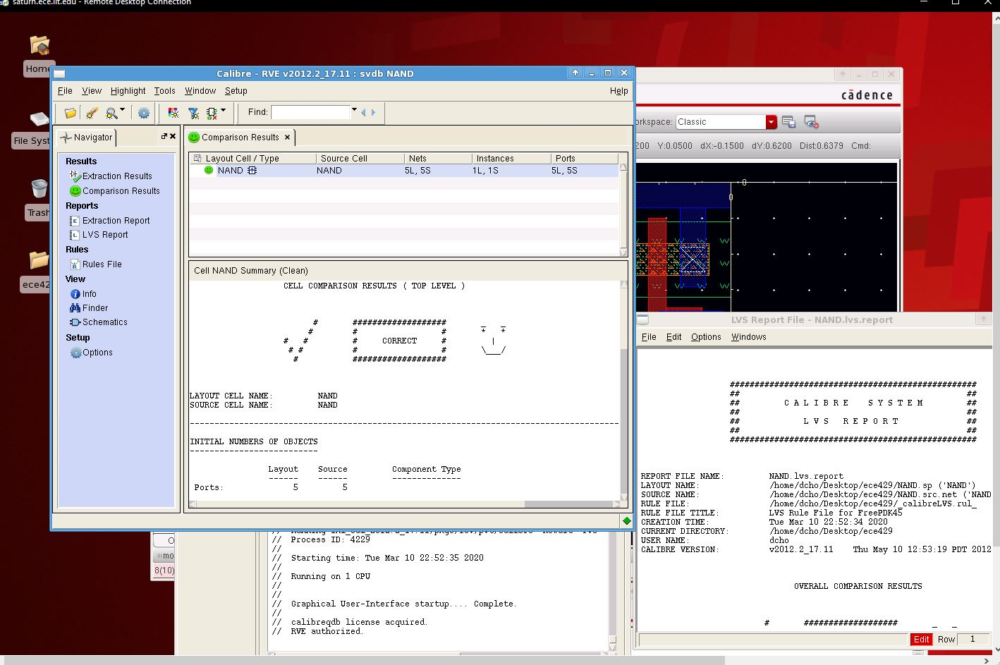 saturn.ece.iit.edu - Remote Desktop Connection
Home
File Syst
Trash
ece42
Calibre - RVE v2012.2_17.11 : svdb NAND
File View Highlight Tools Window Setup Help
Find:
Navigator
Results
Extraction Results
Comparison Results
Reports
Extraction Report
LVS Report
Rules
Rules File
View
Info
Finder
Schematics
Setup
Options
Comparison Results
Layout Cell / Type Source Cell Nets Instances Ports
NAND NAND 5L, 5S 1L, 1S 5L, 5S
Cell NAND Summary (Clean)
CELL COMPARISON RESULTS ( TOP LEVEL )
# ################### _ _
# # # * *
# # # CORRECT # |
# # # # \___/
# ###################
LAYOUT CELL NAME: NAND
SOURCE CELL NAME: NAND
INITIAL NUMBERS OF OBJECTS
Layout Source Component Type
Ports: 5 5
cādence
orkspace: Classic
200 Y:0.0500 dX:-0.1500 dY:0.6200 Dist:0.6379 Cmd:
LVS Report File - NAND.lvs.report
File Edit Options Windows
##################################################
## ##
## C A L I B R E S Y S T E M ##
## ##
## L V S R E P O R T ##
## ##
##################################################
REPORT FILE NAME: NAND.lvs.report
LAYOUT NAME: /home/dcho/Desktop/ece429/NAND.sp ('NAND')
SOURCE NAME: /home/dcho/Desktop/ece429/NAND.src.net ('NAND
RULE FILE: /home/dcho/Desktop/ece429/_calibreLVS.rul_
RULE FILE TITLE: LVS Rule File for FreePDK45
CREATION TIME: Tue Mar 10 22:52:34 2020
CURRENT DIRECTORY: /home/dcho/Desktop/ece429
USER NAME: dcho
CALIBRE VERSION: v2012.2_17.11 Thu May 10 12:53:19 PDT 2012
OVERALL COMPARISON RESULTS
# ################### _ _
Edit Row 1
O
mo
8(10)
// Process ID: 4229
//
// Starting time: Tue Mar 10 22:52:35 2020
//
// Running on 1 CPU
//
//
// Graphical User-Interface startup.... Complete.
//
// calibreqdb license acquired.
// RVE authorized.